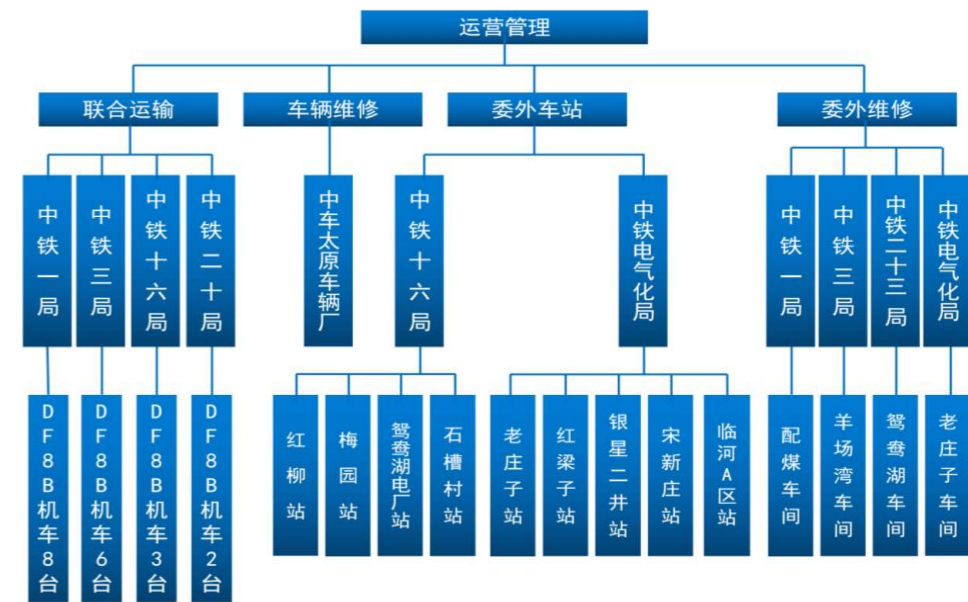 运营管理
联合运输
车辆维修
委外车站
委外维修
中铁一局
中铁三局
中铁十六局
中铁二十局
中车太原车辆厂
中铁十六局
中铁电气化局
中铁一局
中铁三局
中铁二十三局
中铁电气化局
DF8B机车8台
DF8B机车6台
DF8B机车3台
DF8B机车2台
红柳站
梅园站
鸳鸯湖电厂站
石槽村站
老庄子站
红梁子站
银星二井站
宋新庄站
临河A区站
配煤车间
羊场湾车间
鸳鸯湖车间
老庄子车间